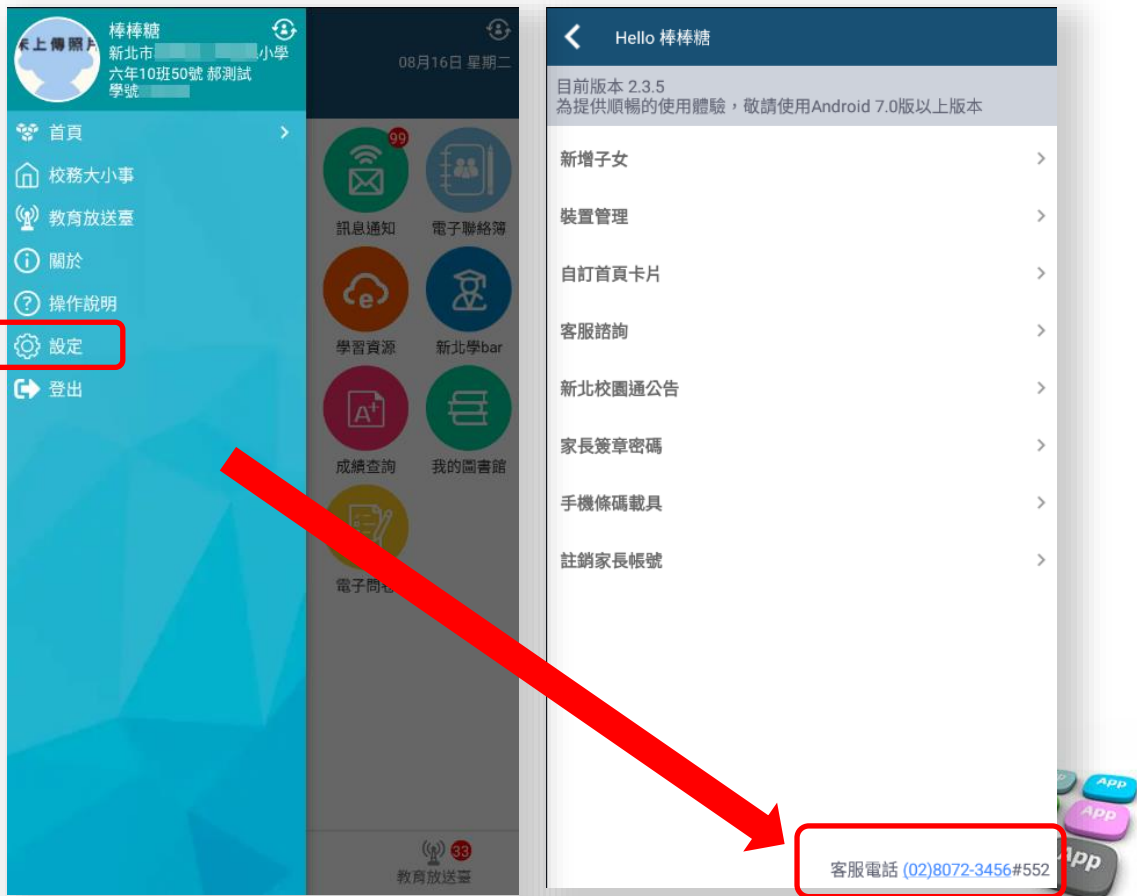 未上傳照片
棒棒糖
新北市 小學
六年10班50號 郝測試
學號
首頁
校務大小事
教育放送臺
關於
操作說明
設定
登出
08月16日 星期二
99
訊息通知
電子聯絡簿
e
學習資源
新北學bar
A+
成績查詢
我的圖書館
電子問卷
33
教育放送臺
Hello 棒棒糖
目前版本 2.3.5
為提供順暢的使用體驗，敬請使用Android 7.0版以上版本
新增子女
裝置管理
自訂首頁卡片
客服諮詢
新北校園通公告
家長簽章密碼
手機條碼載具
註銷家長帳號
客服電話 (02)8072-3456#552
App
App
App